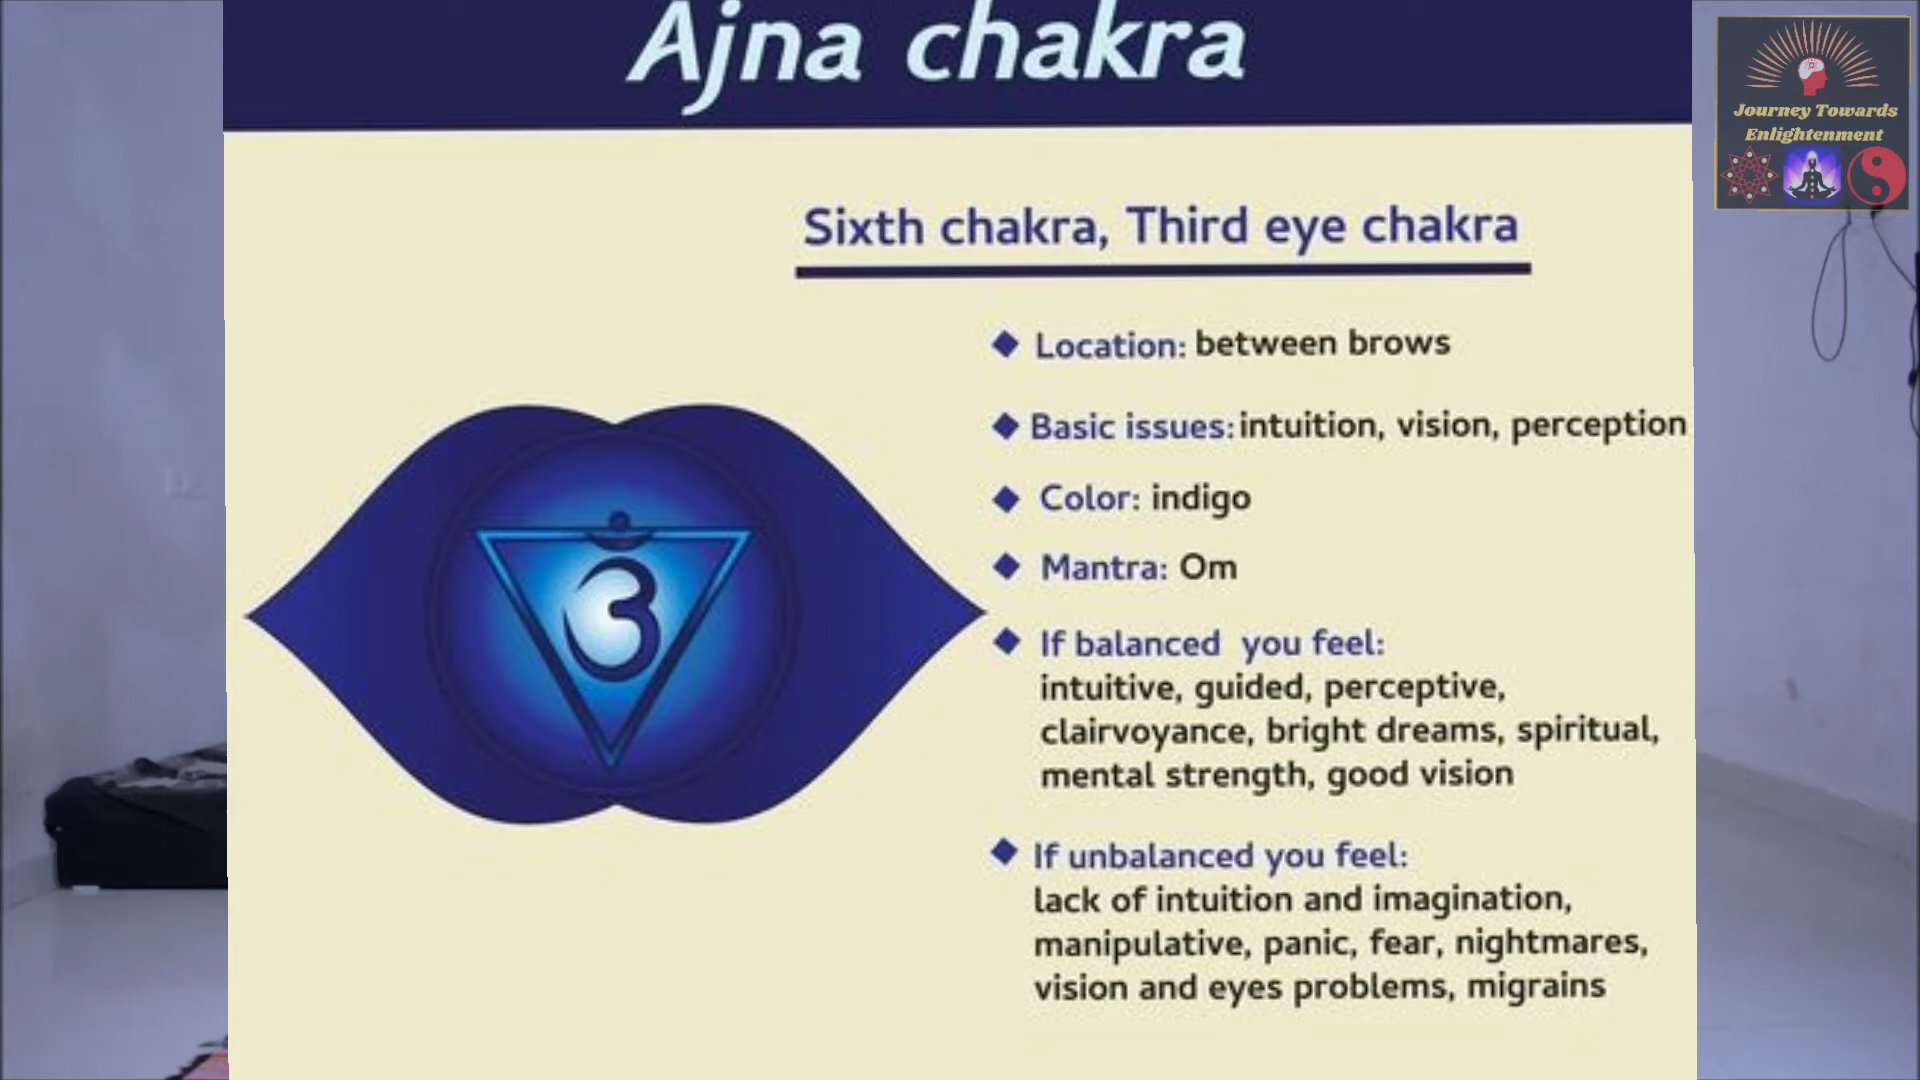 Ajna chakra
Journey Towards
Enlightenment
Sixth chakra, Third eye chakra
Location: between brows
Basic issues: intuition, vision, perception
Color: indigo
Mantra: Om
If balanced you feel:
intuitive, guided, perceptive,
clairvoyance, bright dreams, spiritual,
mental strength, good vision
If unbalanced you feel:
lack of intuition and imagination,
manipulative, panic, fear, nightmares,
vision and eyes problems, migrains